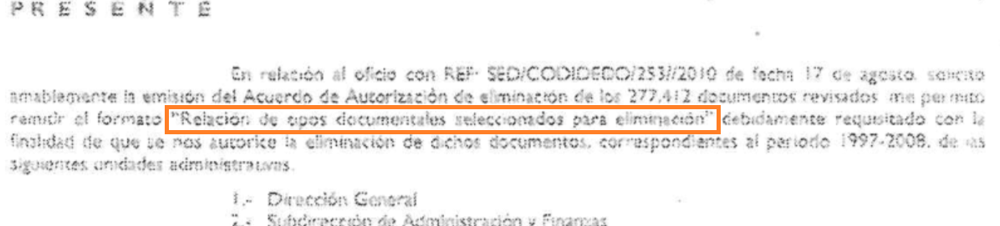 P R E S E N T E
En relación al oficio con REF: SED/CODIDEDO/253//2010 de fecha 17 de agosto, solicito
amablemente la emisión del Acuerdo de Autorización de eliminación de los 277,412 documentos revisados me permito
remitir el formato "Relación de tipos documentales seleccionados para eliminación" debidamente requisitado con la
finalidad de que se nos autorice la eliminación de dichos documentos, correspondientes al periodo 1997-2008, de las
siguientes unidades administrativas.
1.- Dirección General
2.- Subdirección de Administración y Finanzas